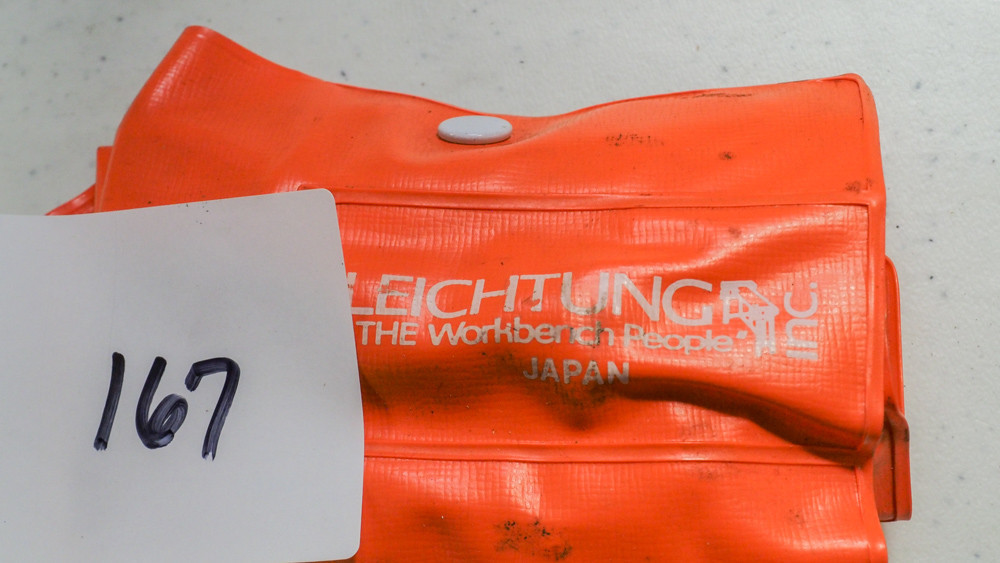 LEICHTUNG INC.
THE Workbench People
JAPAN
167